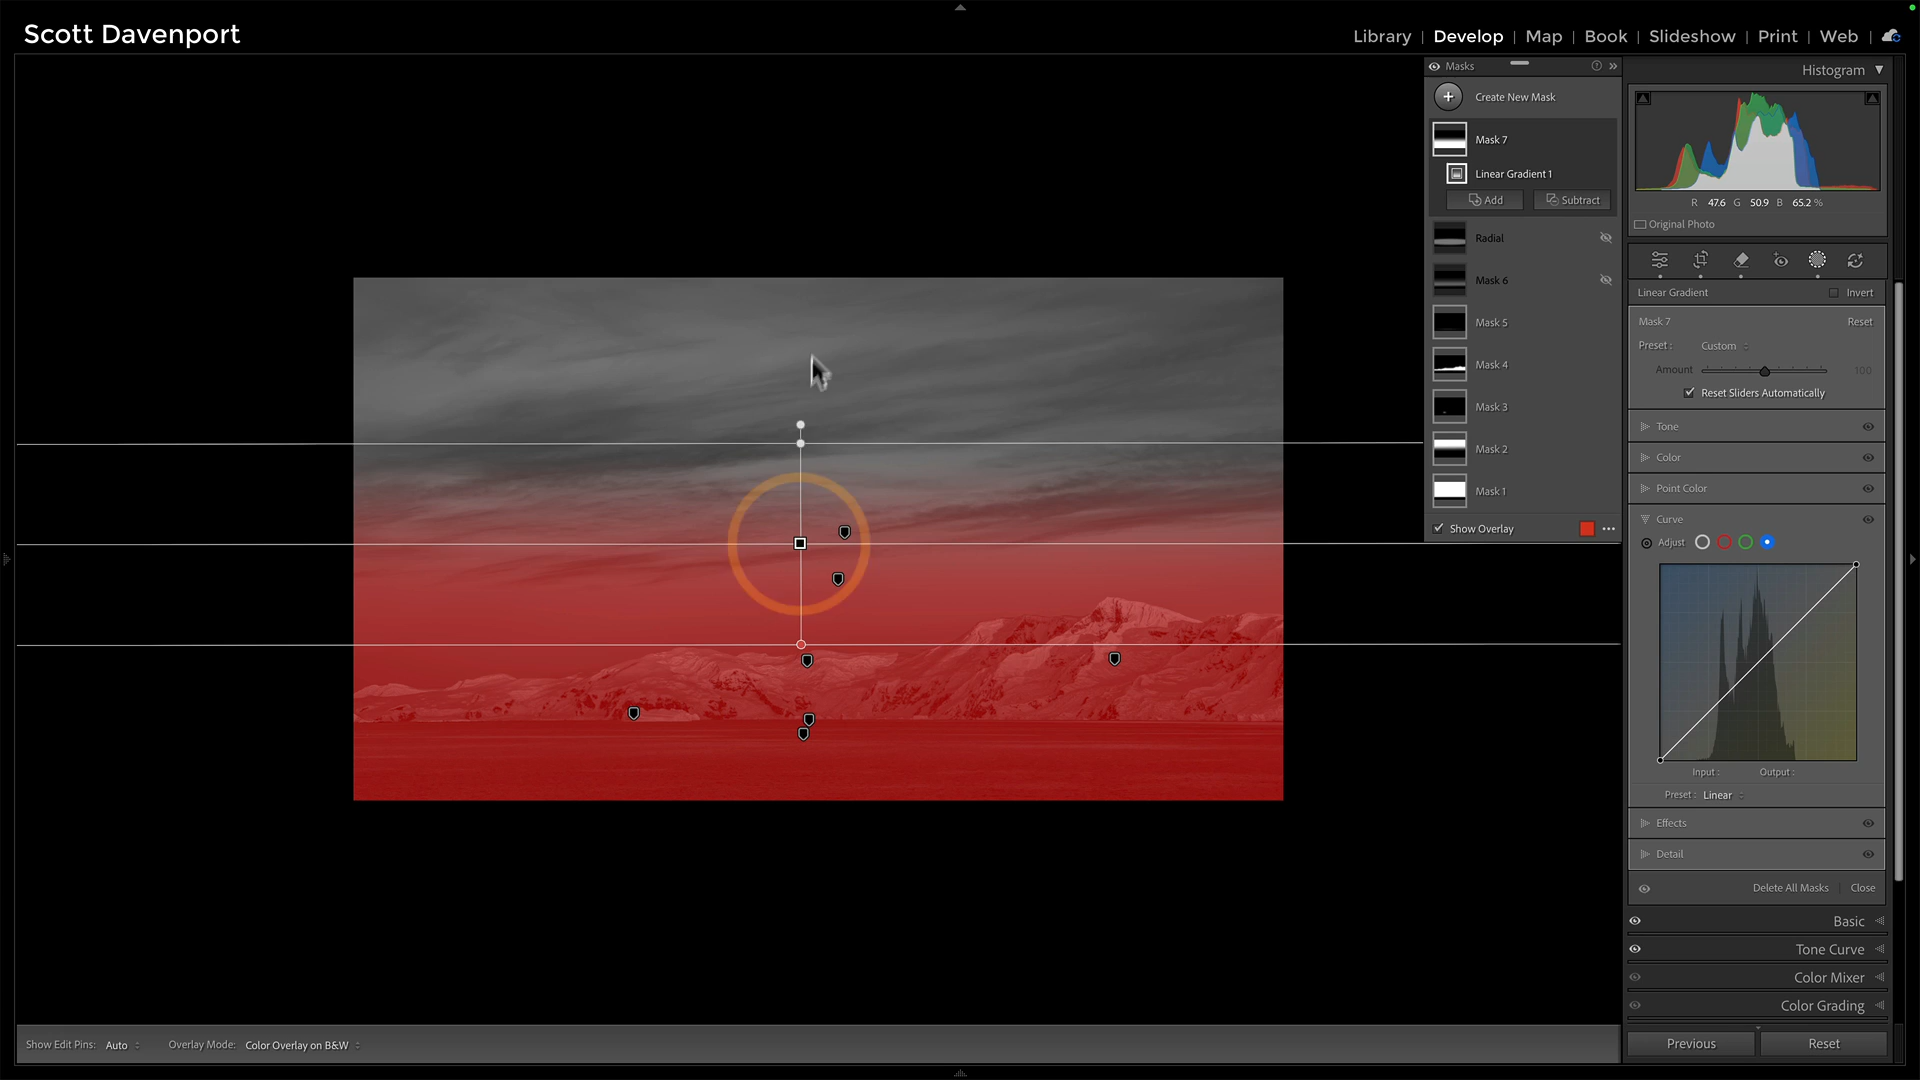 Scott Davenport
Library | Develop | Map | Book | Slideshow | Print | Web |
Masks
Create New Mask
Mask 7
Linear Gradient 1
Add Subtract
Radial
Mask 6
Mask 5
Mask 4
Mask 3
Mask 2
Mask 1
Show Overlay
Histogram
R 47.6 G 50.9 B 65.2 %
Original Photo
Linear Gradient Invert
Mask 7 Reset
Preset : Custom
Amount 100
Reset Sliders Automatically
Tone
Color
Point Color
Curve
Adjust
Input : Output :
Preset : Linear
Effects
Detail
Delete All Masks Close
Basic
Tone Curve
Color Mixer
Color Grading
Previous Reset
Show Edit Pins: Auto Overlay Mode: Color Overlay on B&W